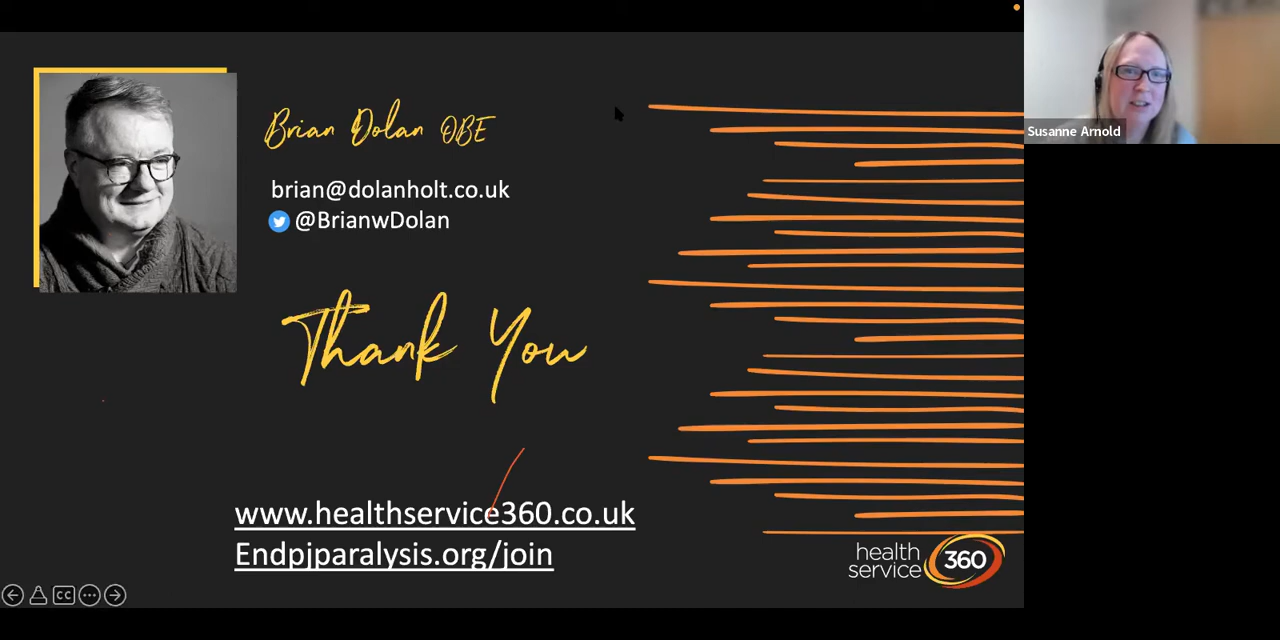 Brian Dolan OBE
brian@dolanholt.co.uk
@BrianwDolan
Thank You
www.healthservice360.co.uk
Endpjparalysis.org/join
health
service 360
CC
Susanne Arnold